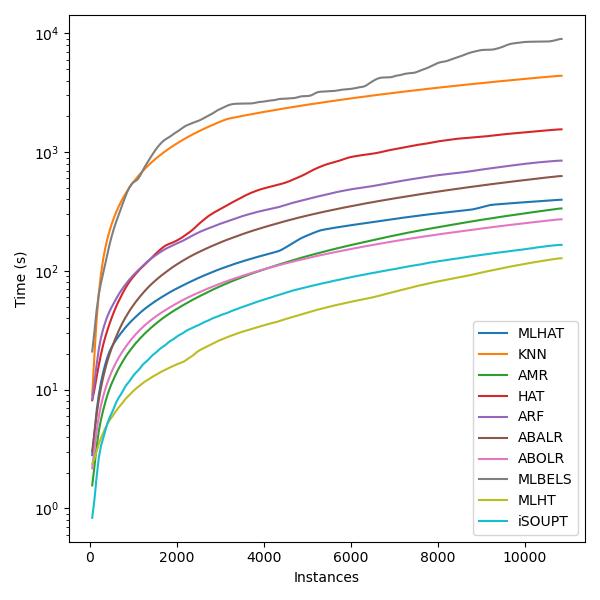 10⁴
10³
10²
10¹
10⁰
Time (s)
0 2000 4000 6000 8000 10000
Instances
MLHAT
KNN
AMR
HAT
ARF
ABALR
ABOLR
MLBELS
MLHT
iSOUPT